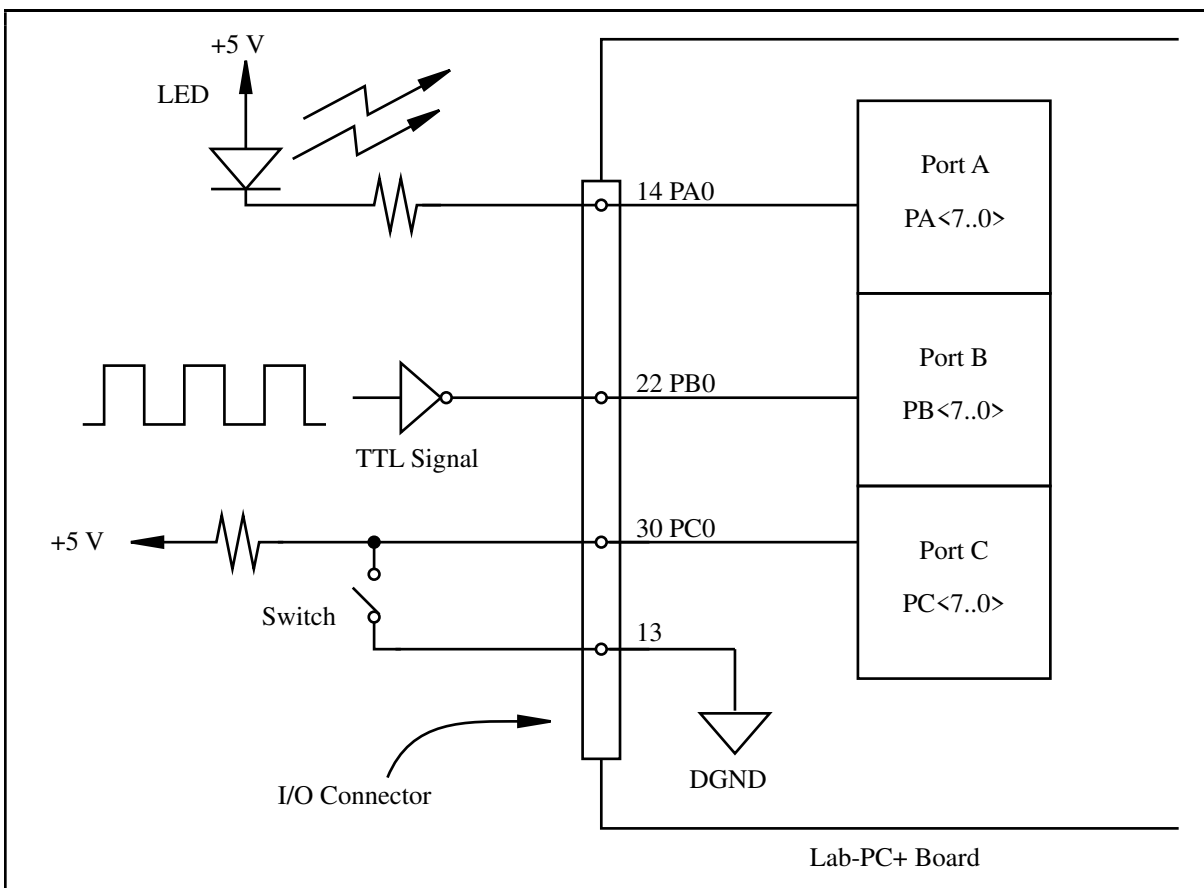 +5 V
LED
14 PA0
Port A
PA<7..0>
22 PB0
Port B
PB<7..0>
TTL Signal
+5 V
30 PC0
Port C
PC<7..0>
Switch
13
DGND
I/O Connector
Lab-PC+ Board